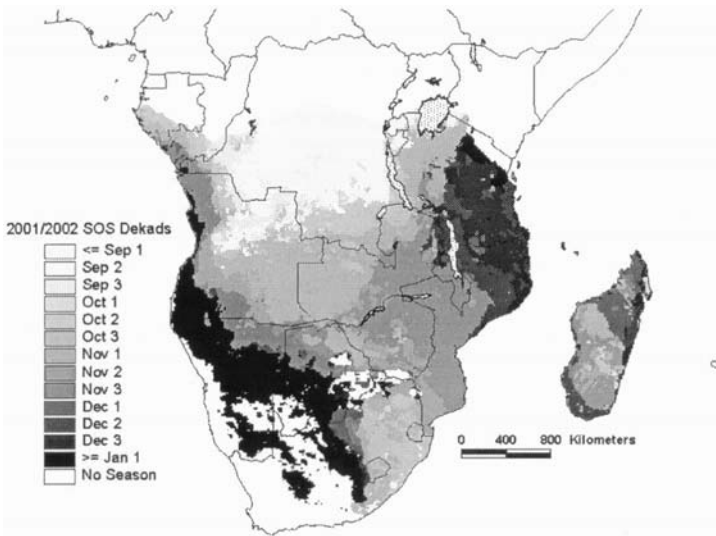 2001/2002 SOS Dekads
<= Sep 1
Sep 2
Sep 3
Oct 1
Oct 2
Oct 3
Nov 1
Nov 2
Nov 3
Dec 1
Dec 2
Dec 3
>= Jan 1
No Season
0 400 800 Kilometers